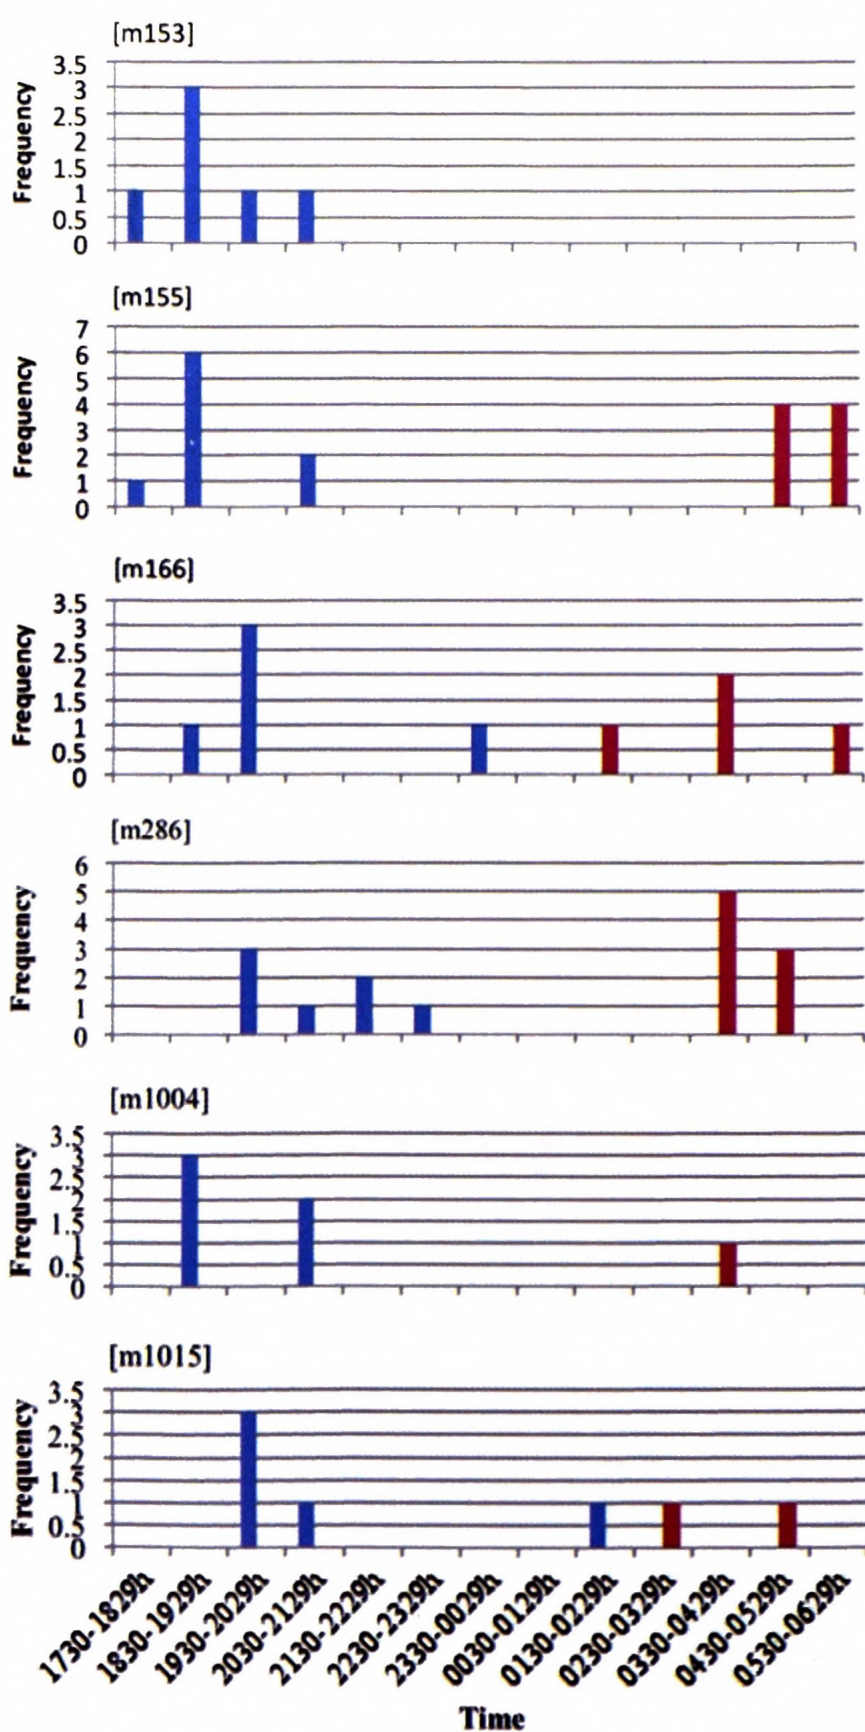 [m153]
Frequency
3.5
3
2.5
2
1.5
1
0.5
0
[m155]
Frequency
7
6
5
4
3
2
1
0
[m166]
Frequency
3.5
3
2.5
2
1.5
1
0.5
0
[m286]
Frequency
6
5
4
3
2
1
0
[m1004]
Frequency
3.5
3
2.5
2
1.5
1
0.5
0
[m1015]
Frequency
3.5
3
2.5
2
1.5
1
0.5
0
1730-1829h
1830-1929h
1930-2029h
2030-2129h
2130-2229h
2230-2329h
2330-0029h
0030-0129h
0130-0229h
0230-0329h
0330-0429h
0430-0529h
0530-0629h
Time